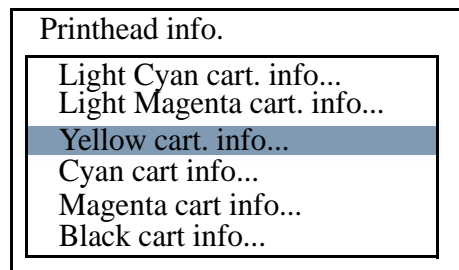 Printhead info.
Light Cyan cart. info...
Light Magenta cart. info...
Yellow cart. info...
Cyan cart info...
Magenta cart info...
Black cart info...